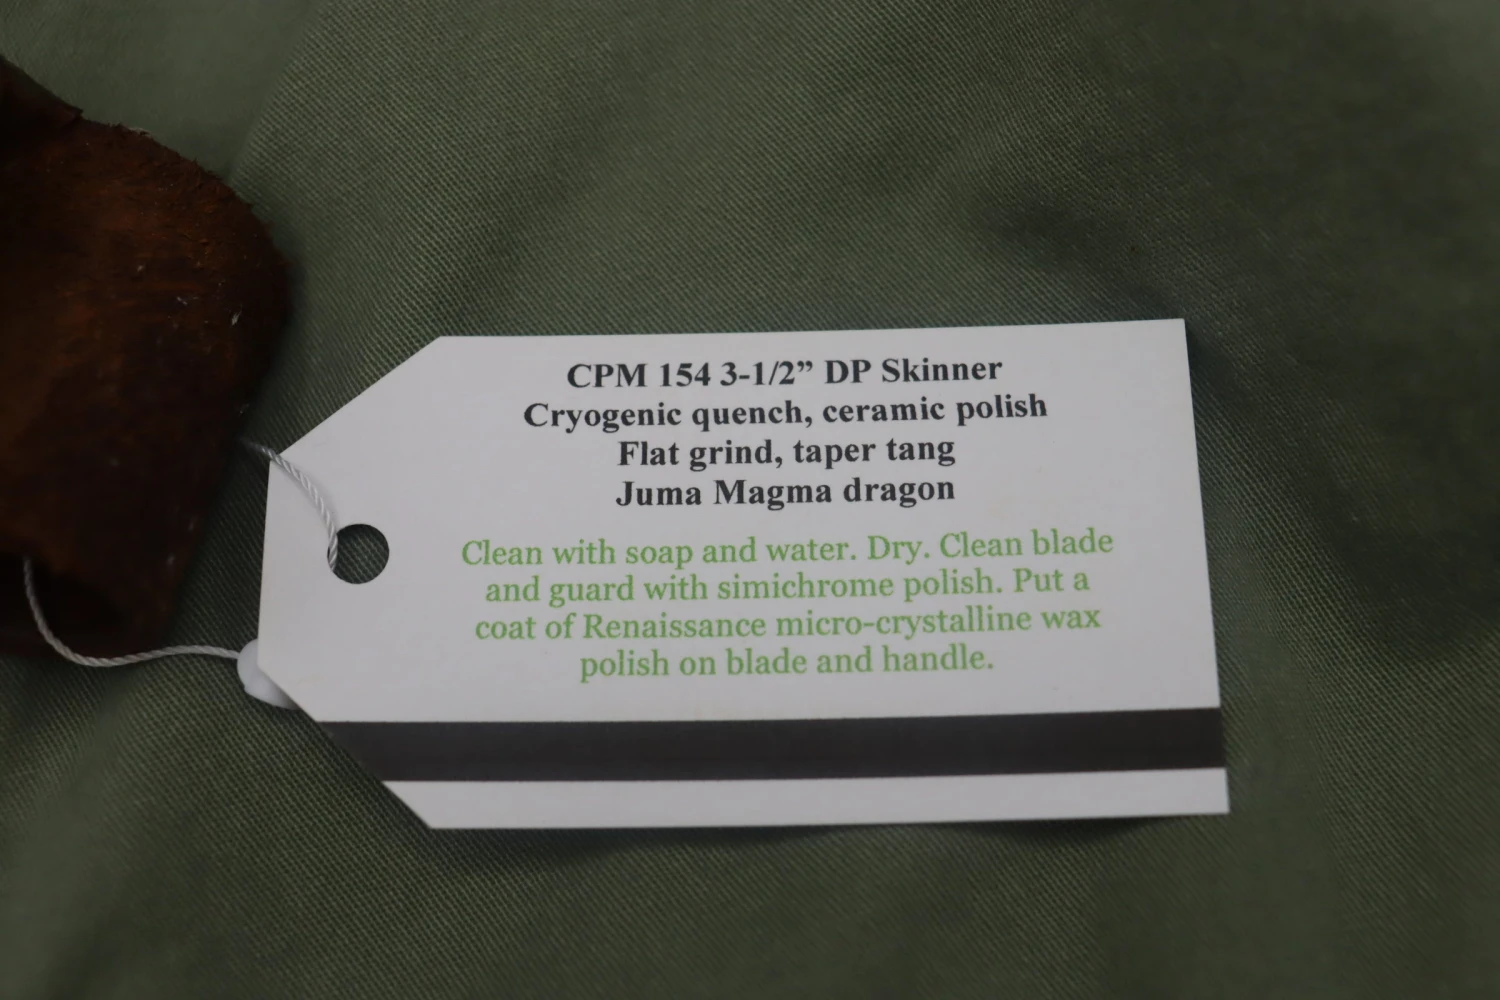 CPM 154 3-1/2” DP Skinner
Cryogenic quench, ceramic polish
Flat grind, taper tang
Juma Magma dragon
Clean with soap and water. Dry. Clean blade
and guard with simichrome polish. Put a
coat of Renaissance micro-crystalline wax
polish on blade and handle.